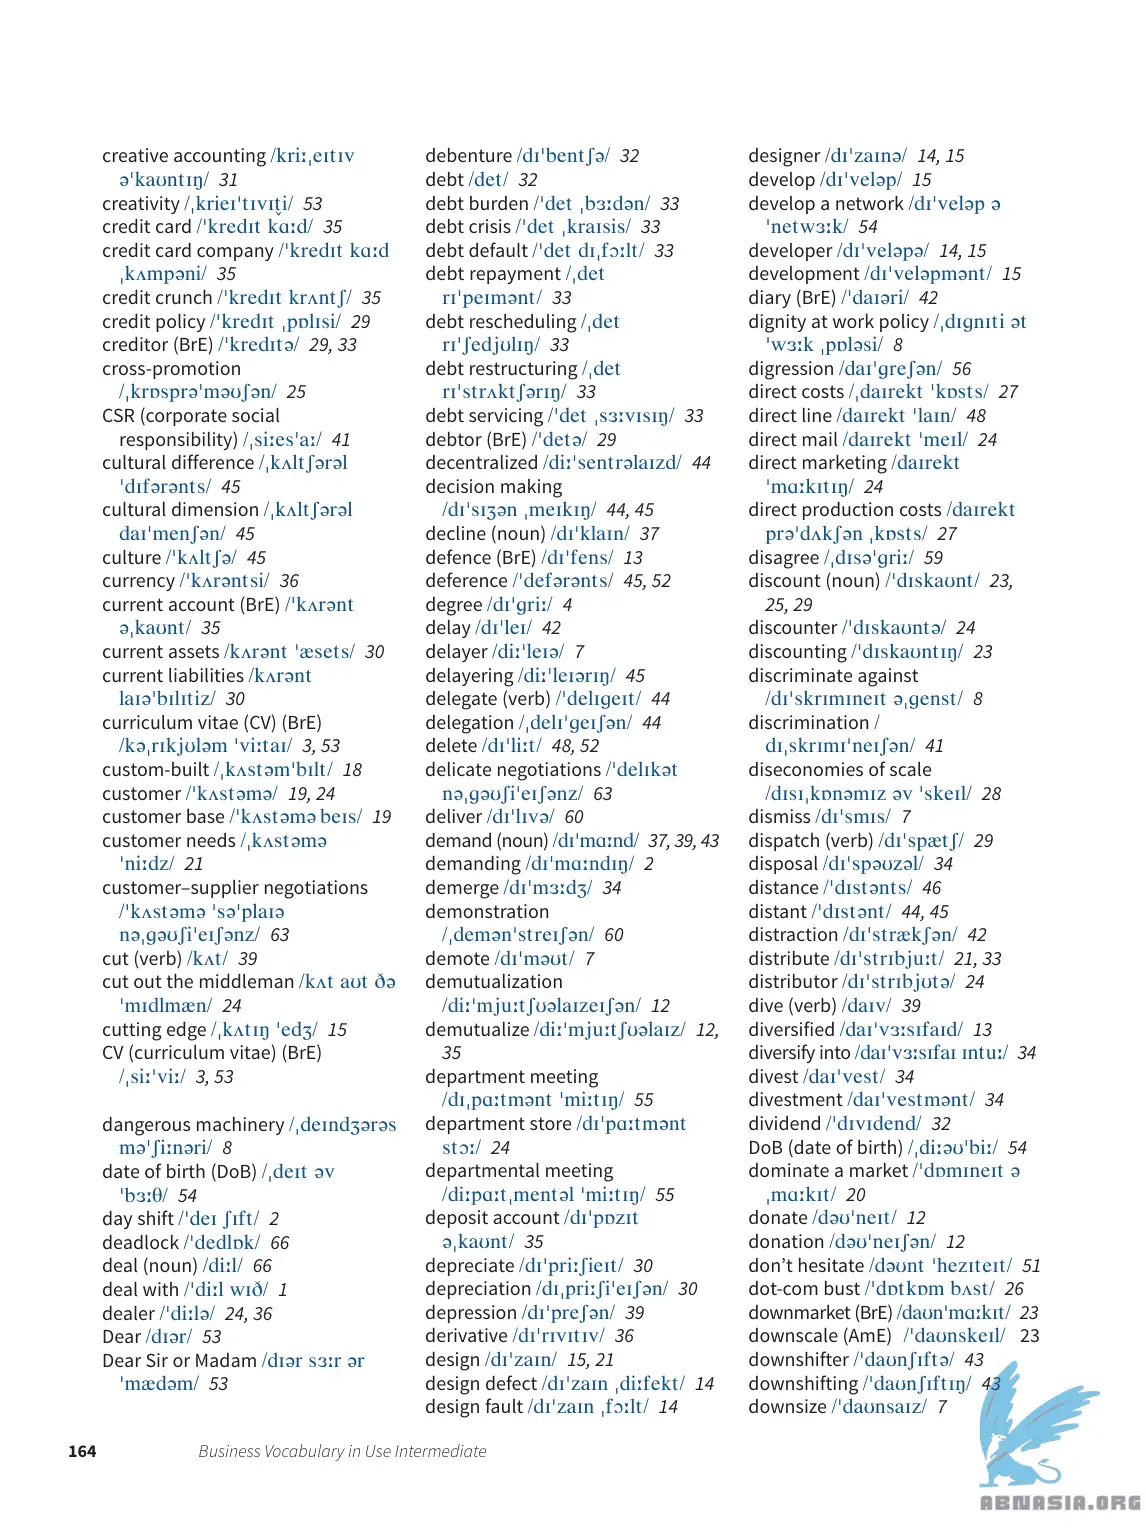 creative accounting /kriːˌeɪtɪv
əˈkaʊntɪŋ/ 31
creativity /ˌkrieɪˈtɪvɪt̬i/ 53
credit card /ˈkredɪt kɑːd/ 35
credit card company /ˈkredɪt kɑːd
ˌkʌmpəni/ 35
credit crunch /ˈkredɪt krʌntʃ/ 35
credit policy /ˈkredɪt ˌpɒlɪsi/ 29
creditor (BrE) /ˈkredɪtə/ 29, 33
cross-promotion
/ˌkrɒsprəˈməʊʃən/ 25
CSR (corporate social
responsibility) /ˌsiːesˈaː/ 41
cultural difference /ˌkʌltʃərəl
ˈdɪfərənts/ 45
cultural dimension /ˌkʌltʃərəl
daɪˈmenʃən/ 45
culture /ˈkʌltʃə/ 45
currency /ˈkʌrəntsi/ 36
current account (BrE) /ˈkʌrənt
əˌkaʊnt/ 35
current assets /kʌrənt ˈæsets/ 30
current liabilities /kʌrənt
laɪəˈbɪlɪtiz/ 30
curriculum vitae (CV) (BrE)
/kəˌrɪkjʊləm ˈviːtaɪ/ 3, 53
custom-built /ˌkʌstəmˈbɪlt/ 18
customer /ˈkʌstəmə/ 19, 24
customer base /ˈkʌstəmə beɪs/ 19
customer needs /ˌkʌstəmə
ˈniːdz/ 21
customer–supplier negotiations
/ˈkʌstəmə ˈsəˈplaɪə
nəˌgəʊʃiˈeɪʃənz/ 63
cut (verb) /kʌt/ 39
cut out the middleman /kʌt aʊt ðə
ˈmɪdlmæn/ 24
cutting edge /ˌkʌtɪŋ ˈedʒ/ 15
CV (curriculum vitae) (BrE)
/ˌsiːˈviː/ 3, 53
dangerous machinery /ˌdeɪndʒərəs
məˈʃiːnəri/ 8
date of birth (DoB) /ˌdeɪt əv
ˈbɜːθ/ 54
day shift /ˈdeɪ ʃɪft/ 2
deadlock /ˈdedlɒk/ 66
deal (noun) /diːl/ 66
deal with /ˈdiːl wɪð/ 1
dealer /ˈdiːlə/ 24, 36
Dear /dɪər/ 53
Dear Sir or Madam /dɪər sɜːr ər
ˈmædəm/ 53
debenture /dɪˈbentʃə/ 32
debt /det/ 32
debt burden /ˈdet ˌbɜːdən/ 33
debt crisis /ˈdet ˌkraɪsis/ 33
debt default /ˈdet dɪˌfɔːlt/ 33
debt repayment /ˌdet
rɪˈpeɪmənt/ 33
debt rescheduling /ˌdet
rɪˈʃedjʊlɪŋ/ 33
debt restructuring /ˌdet
rɪˈstrʌktʃərɪŋ/ 33
debt servicing /ˈdet ˌsɜːvɪsɪŋ/ 33
debtor (BrE) /ˈdetə/ 29
decentralized /diːˈsentrəlaɪzd/ 44
decision making
/dɪˈsɪʒən ˌmeɪkɪŋ/ 44, 45
decline (noun) /dɪˈklaɪn/ 37
defence (BrE) /dɪˈfens/ 13
deference /ˈdefərənts/ 45, 52
degree /dɪˈgriː/ 4
delay /dɪˈleɪ/ 42
delayer /diːˈleɪə/ 7
delayering /diːˈleɪərɪŋ/ 45
delegate (verb) /ˈdelɪgeɪt/ 44
delegation /ˌdelɪˈgeɪʃən/ 44
delete /dɪˈliːt/ 48, 52
delicate negotiations /ˈdelɪkət
nəˌgəʊʃiˈeɪʃənz/ 63
deliver /dɪˈlɪvə/ 60
demand (noun) /dɪˈmɑːnd/ 37, 39, 43
demanding /dɪˈmɑːndɪŋ/ 2
demerge /dɪˈmɜːdʒ/ 34
demonstration
/ˌdemənˈstreɪʃən/ 60
demote /dɪˈməʊt/ 7
demutualization
/diːˈmjuːtʃʊəlaɪzeɪʃən/ 12
demutualize /diːˈmjuːtʃʊəlaɪz/ 12,
35
department meeting
/dɪˌpɑːtmənt ˈmiːtɪŋ/ 55
department store /dɪˈpɑːtmənt
stɔː/ 24
departmental meeting
/diːpɑːtˌmentəl ˈmiːtɪŋ/ 55
deposit account /dɪˈpɒzɪt
əˌkaʊnt/ 35
depreciate /dɪˈpriːʃieɪt/ 30
depreciation /dɪˌpriːʃiˈeɪʃən/ 30
depression /dɪˈpreʃən/ 39
derivative /dɪˈrɪvɪtɪv/ 36
design /dɪˈzaɪn/ 15, 21
design defect /dɪˈzaɪn ˌdiːfekt/ 14
design fault /dɪˈzaɪn ˌfɔːlt/ 14
designer /dɪˈzaɪnə/ 14, 15
develop /dɪˈveləp/ 15
develop a network /dɪˈveləp ə
ˈnetwɜːk/ 54
developer /dɪˈveləpə/ 14, 15
development /dɪˈveləpmənt/ 15
diary (BrE) /ˈdaɪəri/ 42
dignity at work policy /ˌdɪgnɪti ət
ˈwɜːk ˌpɒləsi/ 8
digression /daɪˈgreʃən/ 56
direct costs /ˌdaɪrekt ˈkɒsts/ 27
direct line /daɪrekt ˈlaɪn/ 48
direct mail /daɪrekt ˈmeɪl/ 24
direct marketing /daɪrekt
ˈmɑːkɪtɪŋ/ 24
direct production costs /daɪrekt
prəˈdʌkʃən ˌkɒsts/ 27
disagree /ˌdɪsəˈgriː/ 59
discount (noun) /ˈdɪskaʊnt/ 23,
25, 29
discounter /ˈdɪskaʊntə/ 24
discounting /ˈdɪskaʊntɪŋ/ 23
discriminate against
/dɪˈskrɪmɪneɪt əˌgenst/ 8
discrimination /
dɪˌskrɪmɪˈneɪʃən/ 41
diseconomies of scale
/dɪsɪˌkɒnəmɪz əv ˈskeɪl/ 28
dismiss /dɪˈsmɪs/ 7
dispatch (verb) /dɪˈspætʃ/ 29
disposal /dɪˈspəʊzəl/ 34
distance /ˈdɪstənts/ 46
distant /ˈdɪstənt/ 44, 45
distraction /dɪˈstrækʃən/ 42
distribute /dɪˈstrɪbjuːt/ 21, 33
distributor /dɪˈstrɪbjʊtə/ 24
dive (verb) /daɪv/ 39
diversified /daɪˈvɜːsɪfaɪd/ 13
diversify into /daɪˈvɜːsɪfaɪ ɪntuː/ 34
divest /daɪˈvest/ 34
divestment /daɪˈvestmənt/ 34
dividend /ˈdɪvɪdend/ 32
DoB (date of birth) /ˌdiːəʊˈbiː/ 54
dominate a market /ˈdɒmɪneɪt ə
ˌmɑːkɪt/ 20
donate /dəʊˈneɪt/ 12
donation /dəʊˈneɪʃən/ 12
don’t hesitate /dəʊnt ˈhezɪteɪt/ 51
dot-com bust /ˈdɒtkɒm bʌst/ 26
downmarket (BrE) /daʊnˈmɑːkɪt/ 23
downscale (AmE) /ˈdaʊnskeɪl/ 23
downshifter /ˈdaʊnʃɪftə/ 43
downshifting /ˈdaʊnʃɪftɪŋ/ 43
downsize /ˈdaʊnsaɪz/ 7
164 Business Vocabulary in Use Intermediate
ABNASIA.ORG